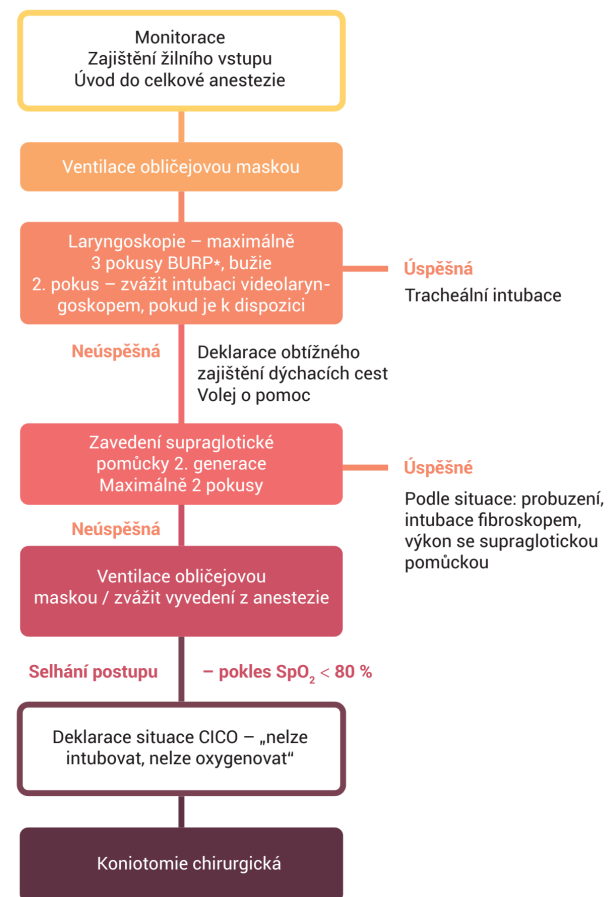 Monitorace
Zajištění žilního vstupu
Úvod do celkové anestezie
Ventilace obličejovou maskou
Laryngoskopie – maximálně
3 pokusy BURP*, bužie
2. pokus – zvážit intubaci videolaryn-
goskopem, pokud je k dispozici
Úspěšná
Tracheální intubace
Neúspěšná
Deklarace obtížného
zajištění dýchacích cest
Volej o pomoc
Zavedení supraglotické
pomůcky 2. generace
Maximálně 2 pokusy
Úspěšné
Podle situace: probuzení,
intubace fibroskopem,
výkon se supraglotickou
pomůckou
Neúspěšná
Ventilace obličejovou
maskou / zvážit vyvedení z anestezie
Selhání postupu – pokles SpO₂ < 80 %
Deklarace situace CICO – „nelze
intubovat, nelze oxygenovat“
Koniotomie chirurgická